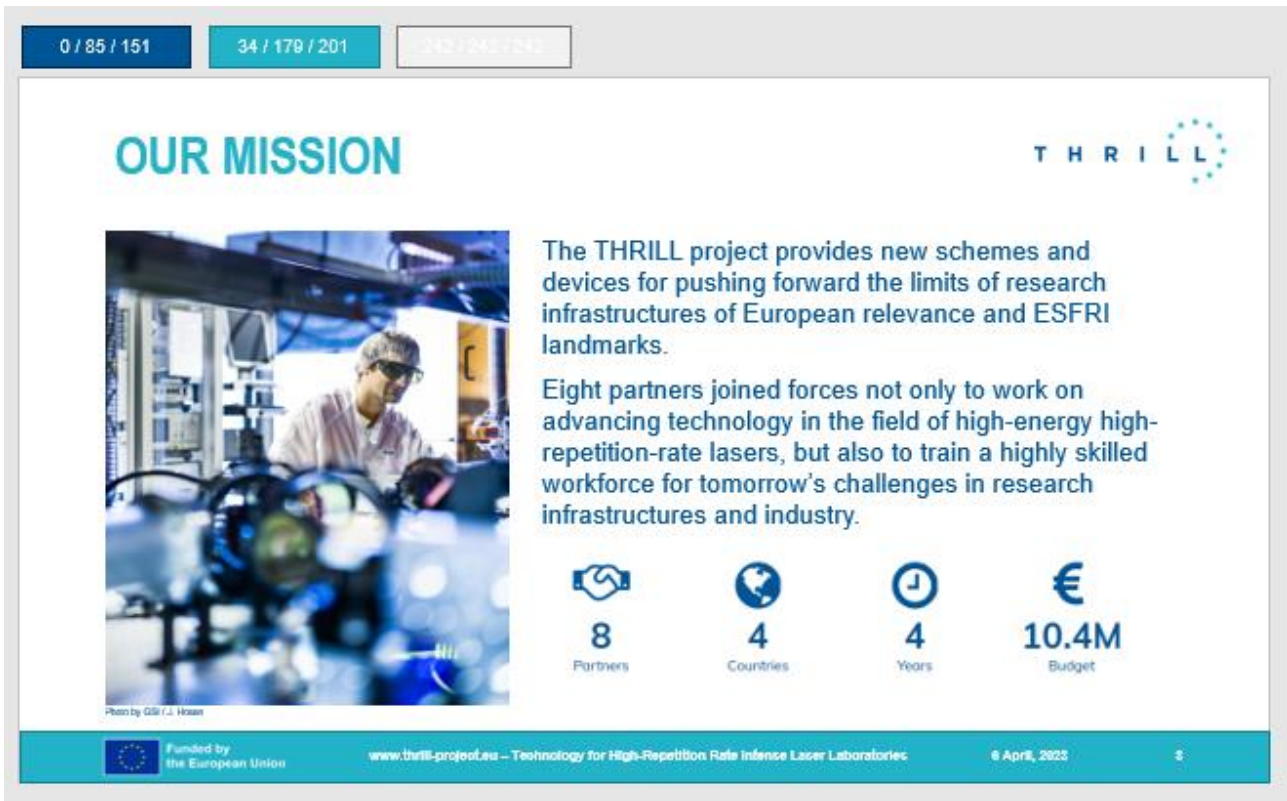 0 / 85 / 151
34 / 179 / 201
242 / 242 / 242
OUR MISSION
THRILL
The THRILL project provides new schemes and
devices for pushing forward the limits of research
infrastructures of European relevance and ESFRI
landmarks.
Eight partners joined forces not only to work on
advancing technology in the field of high-energy high-
repetition-rate lasers, but also to train a highly skilled
workforce for tomorrow's challenges in research
infrastructures and industry.
8 4 4 10.4M
Partners Countries Years Budget
Photo by GSI / J. Hosan
Funded by
the European Union
www.thrill-project.eu – Technology for High-Repetition Rate Intense Laser Laboratories 6 April, 2023